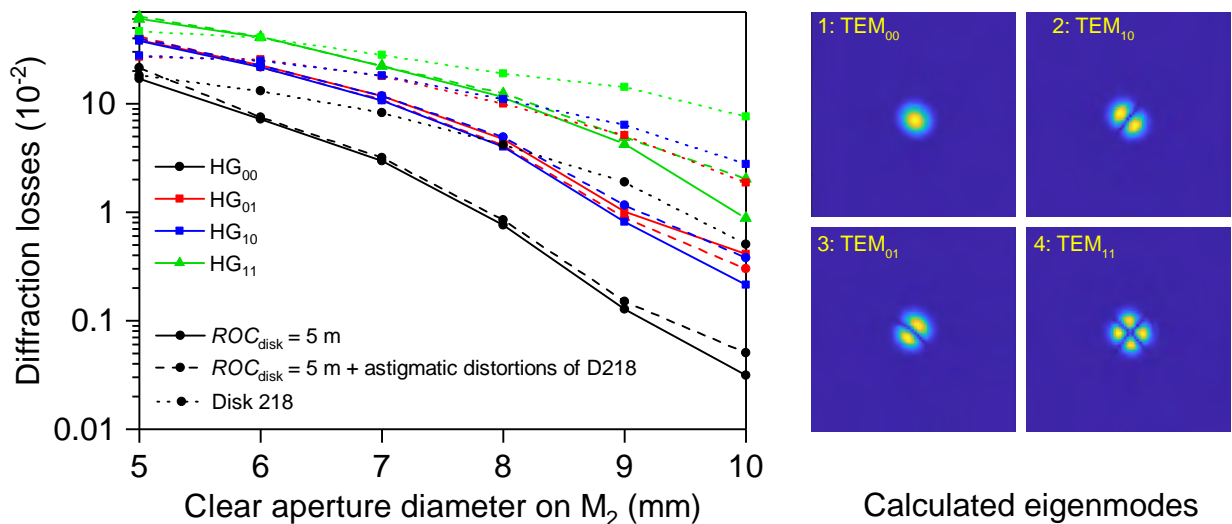 Diffraction losses (10⁻²)
10
1
0.1
0.01
5 6 7 8 9 10
Clear aperture diameter on M₂ (mm)
HG₀₀
HG₀₁
HG₁₀
HG₁₁
ROC_disk = 5 m
ROC_disk = 5 m + astigmatic distortions of D218
Disk 218
1: TEM₀₀
2: TEM₁₀
3: TEM₀₁
4: TEM₁₁
Calculated eigenmodes